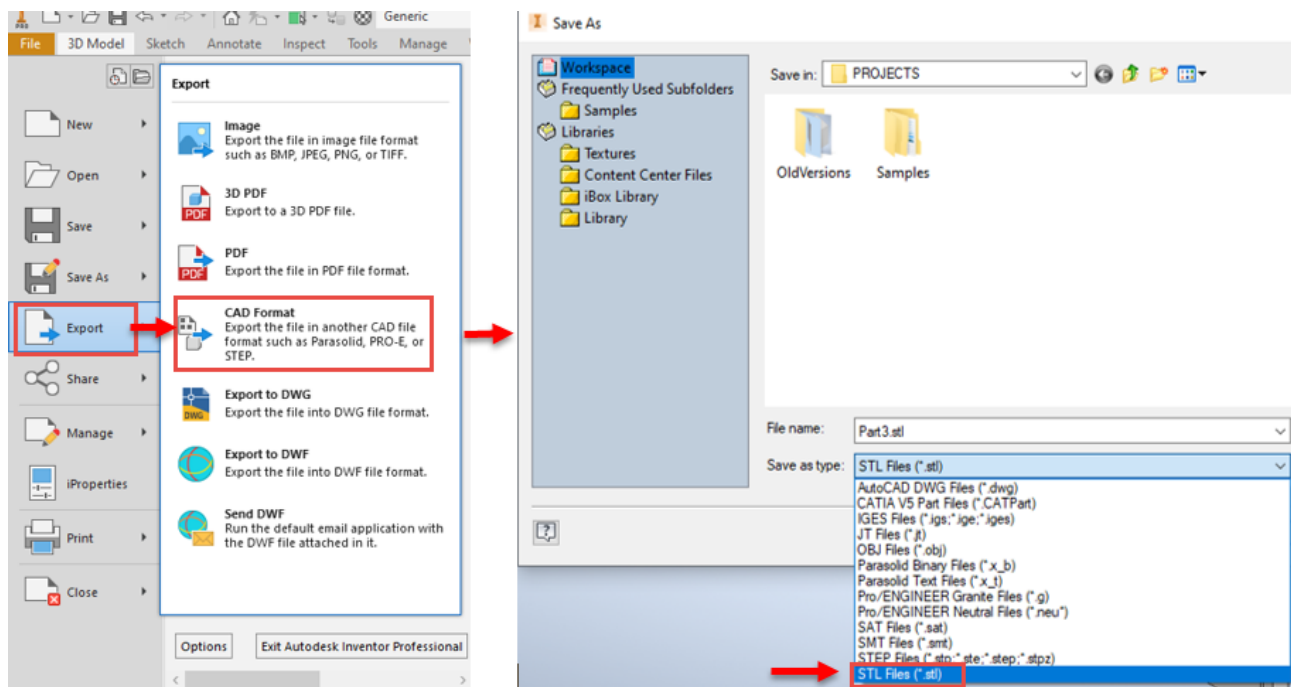 PRO
Generic
File 3D Model Sketch Annotate Inspect Tools Manage
New
Open
Save
Save As
Export
Share
Manage
iProperties
Print
Close
Export
Image
Export the file in image file format
such as BMP, JPEG, PNG, or TIFF.
3D PDF
Export to a 3D PDF file.
PDF
PDF
Export the file in PDF file format.
PDF
CAD Format
Export the file in another CAD file
format such as Parasolid, PRO-E, or
STEP.
Export to DWG
Export the file into DWG file format.
DWG
Export to DWF
Export the file into DWF file format.
Send DWF
Run the default email application with
the DWF file attached in it.
Options Exit Autodesk Inventor Professional
I Save As
Workspace
Frequently Used Subfolders
Samples
Libraries
Textures
Content Center Files
iBox Library
Library
Save in: PROJECTS
OldVersions Samples
File name: Part3.stl
Save as type: STL Files (*.stl)
AutoCAD DWG Files (*.dwg)
CATIA V5 Part Files (*.CATPart)
IGES Files (*.igs;*.ige;*.iges)
JT Files (*.jt)
OBJ Files (*.obj)
Parasolid Binary Files (*.x_b)
Parasolid Text Files (*.x_t)
Pro/ENGINEER Granite Files (*.g)
Pro/ENGINEER Neutral Files (*.neu*)
SAT Files (*.sat)
SMT Files (*.smt)
STEP Files (*.stp;*.ste;*.step;*.stpz)
STL Files (*.stl)